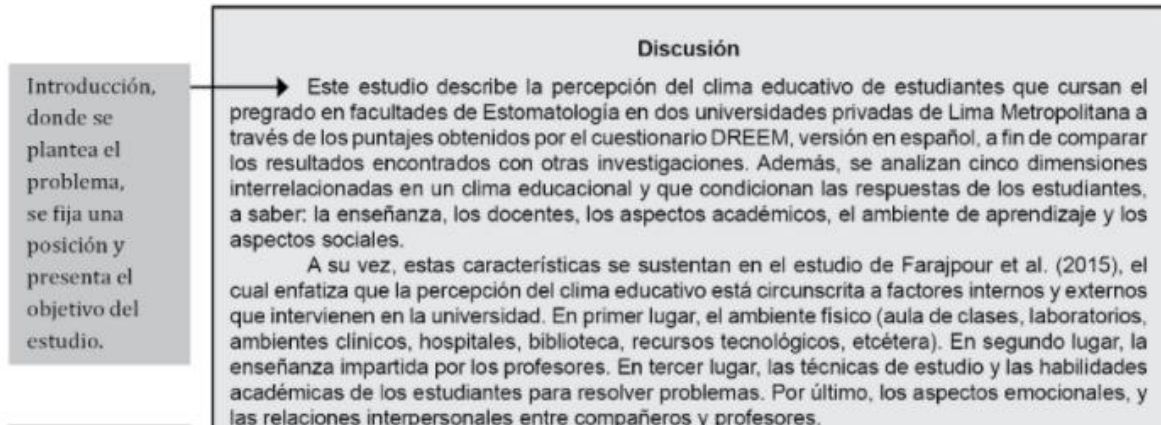 Discusión
Introducción,
donde se
plantea el
problema,
se fija una
posición y
presenta el
objetivo del
estudio.
Este estudio describe la percepción del clima educativo de estudiantes que cursan el
pregrado en facultades de Estomatología en dos universidades privadas de Lima Metropolitana a
través de los puntajes obtenidos por el cuestionario DREEM, versión en español, a fin de comparar
los resultados encontrados con otras investigaciones. Además, se analizan cinco dimensiones
interrelacionadas en un clima educacional y que condicionan las respuestas de los estudiantes,
a saber: la enseñanza, los docentes, los aspectos académicos, el ambiente de aprendizaje y los
aspectos sociales.
A su vez, estas características se sustentan en el estudio de Farajpour et al. (2015), el
cual enfatiza que la percepción del clima educativo está circunscrita a factores internos y externos
que intervienen en la universidad. En primer lugar, el ambiente físico (aula de clases, laboratorios,
ambientes clínicos, hospitales, biblioteca, recursos tecnológicos, etcétera). En segundo lugar, la
enseñanza impartida por los profesores. En tercer lugar, las técnicas de estudio y las habilidades
académicas de los estudiantes para resolver problemas. Por último, los aspectos emocionales, y
las relaciones interpersonales entre compañeros y profesores.